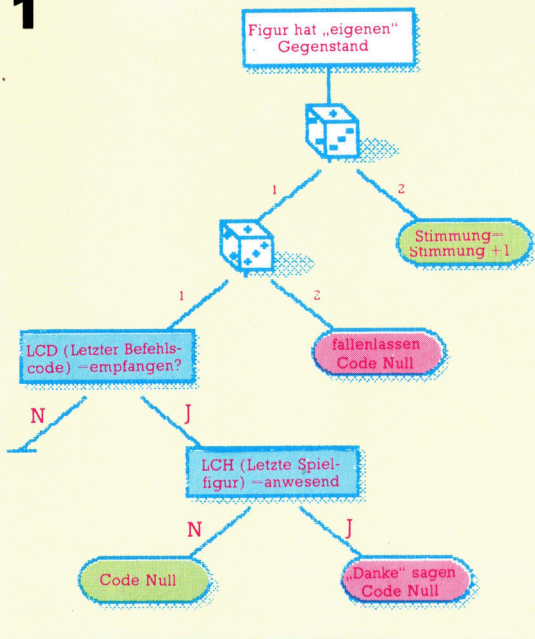 1
Figur hat „eigenen“
Gegenstand
1
2
Stimmung=
Stimmung +1
1
2
LCD (Letzter Befehls-
code) =empfangen?
fallenlassen
Code Null
N
J
LCH (Letzte Spiel-
figur) =anwesend
N
J
Code Null
„Danke“ sagen
Code Null